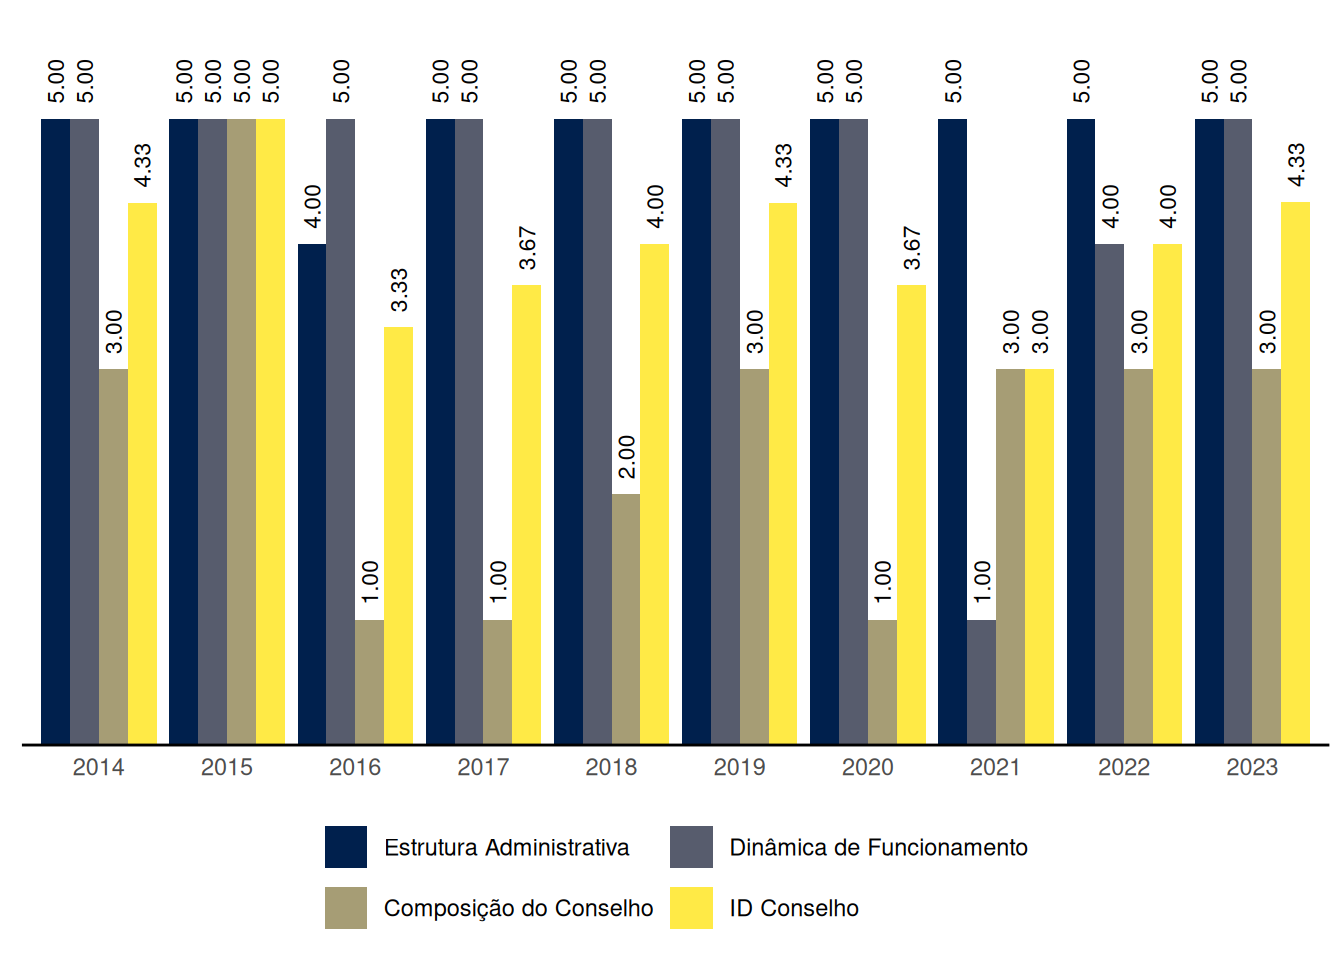 5.00 5.00 3.00 4.33 5.00 5.00 5.00 5.00 4.00 5.00 1.00 3.33 5.00 5.00 1.00 3.67 5.00 5.00 2.00 4.00 5.00 5.00 3.00 4.33 5.00 5.00 1.00 3.67 5.00 1.00 3.00 3.00 5.00 4.00 3.00 4.00 5.00 5.00 3.00 4.33
2014 2015 2016 2017 2018 2019 2020 2021 2022 2023
Estrutura Administrativa Dinâmica de Funcionamento
Composição do Conselho ID Conselho